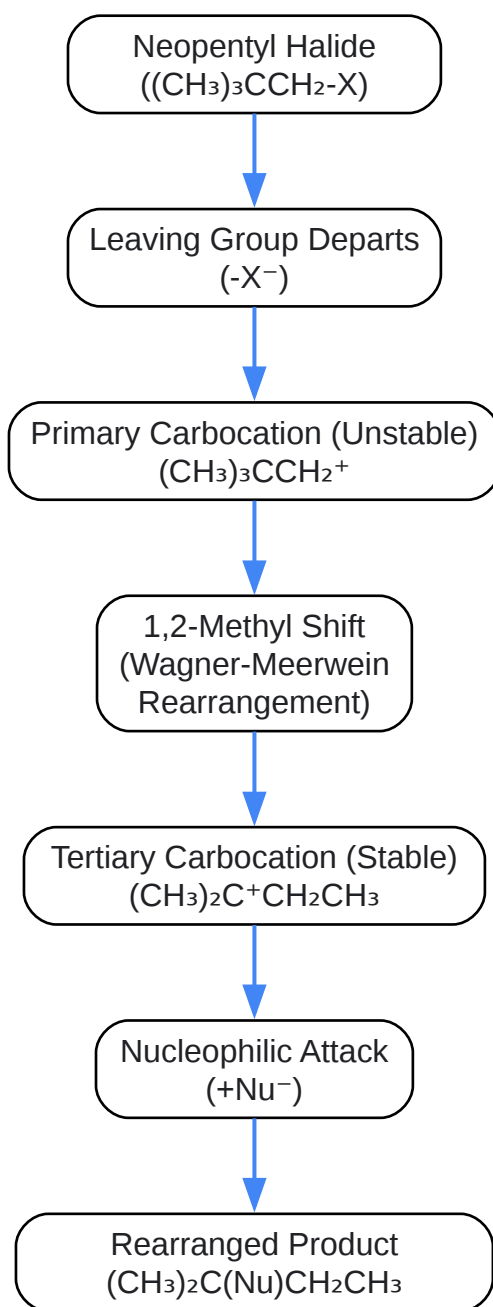 Neopentyl Halide
((CH₃)₃CCH₂-X)
Leaving Group Departs
(-X⁻)
Primary Carbocation (Unstable)
(CH₃)₃CCH₂⁺
1,2-Methyl Shift
(Wagner-Meerwein
Rearrangement)
Tertiary Carbocation (Stable)
(CH₃)₂C⁺CH₂CH₃
Nucleophilic Attack
(+Nu⁻)
Rearranged Product
(CH₃)₂C(Nu)CH₂CH₃